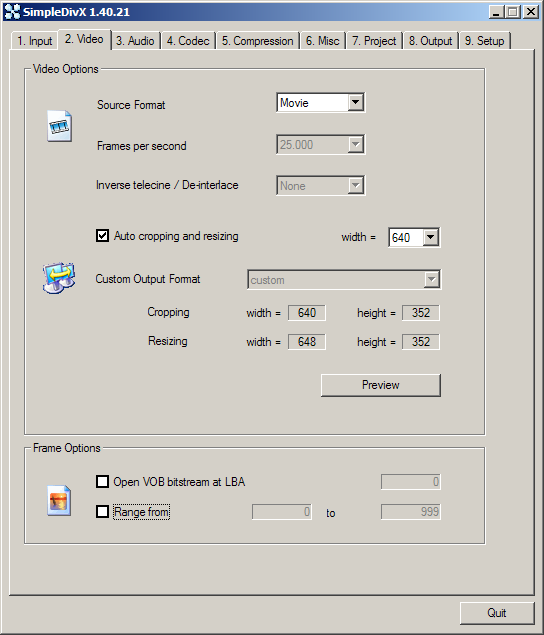 SimpleDivX 1.40.21
1. Input 2. Video 3. Audio 4. Codec 5. Compression 6. Misc 7. Project 8. Output 9. Setup
Video Options
Source Format Movie
Frames per second 25.000
Inverse telecine / De-interlace None
Auto cropping and resizing width = 640
Custom Output Format custom
Cropping width = 640 height = 352
Resizing width = 648 height = 352
Preview
Frame Options
Open VOB bitstream at LBA 0
Range from 0 to 999
Quit